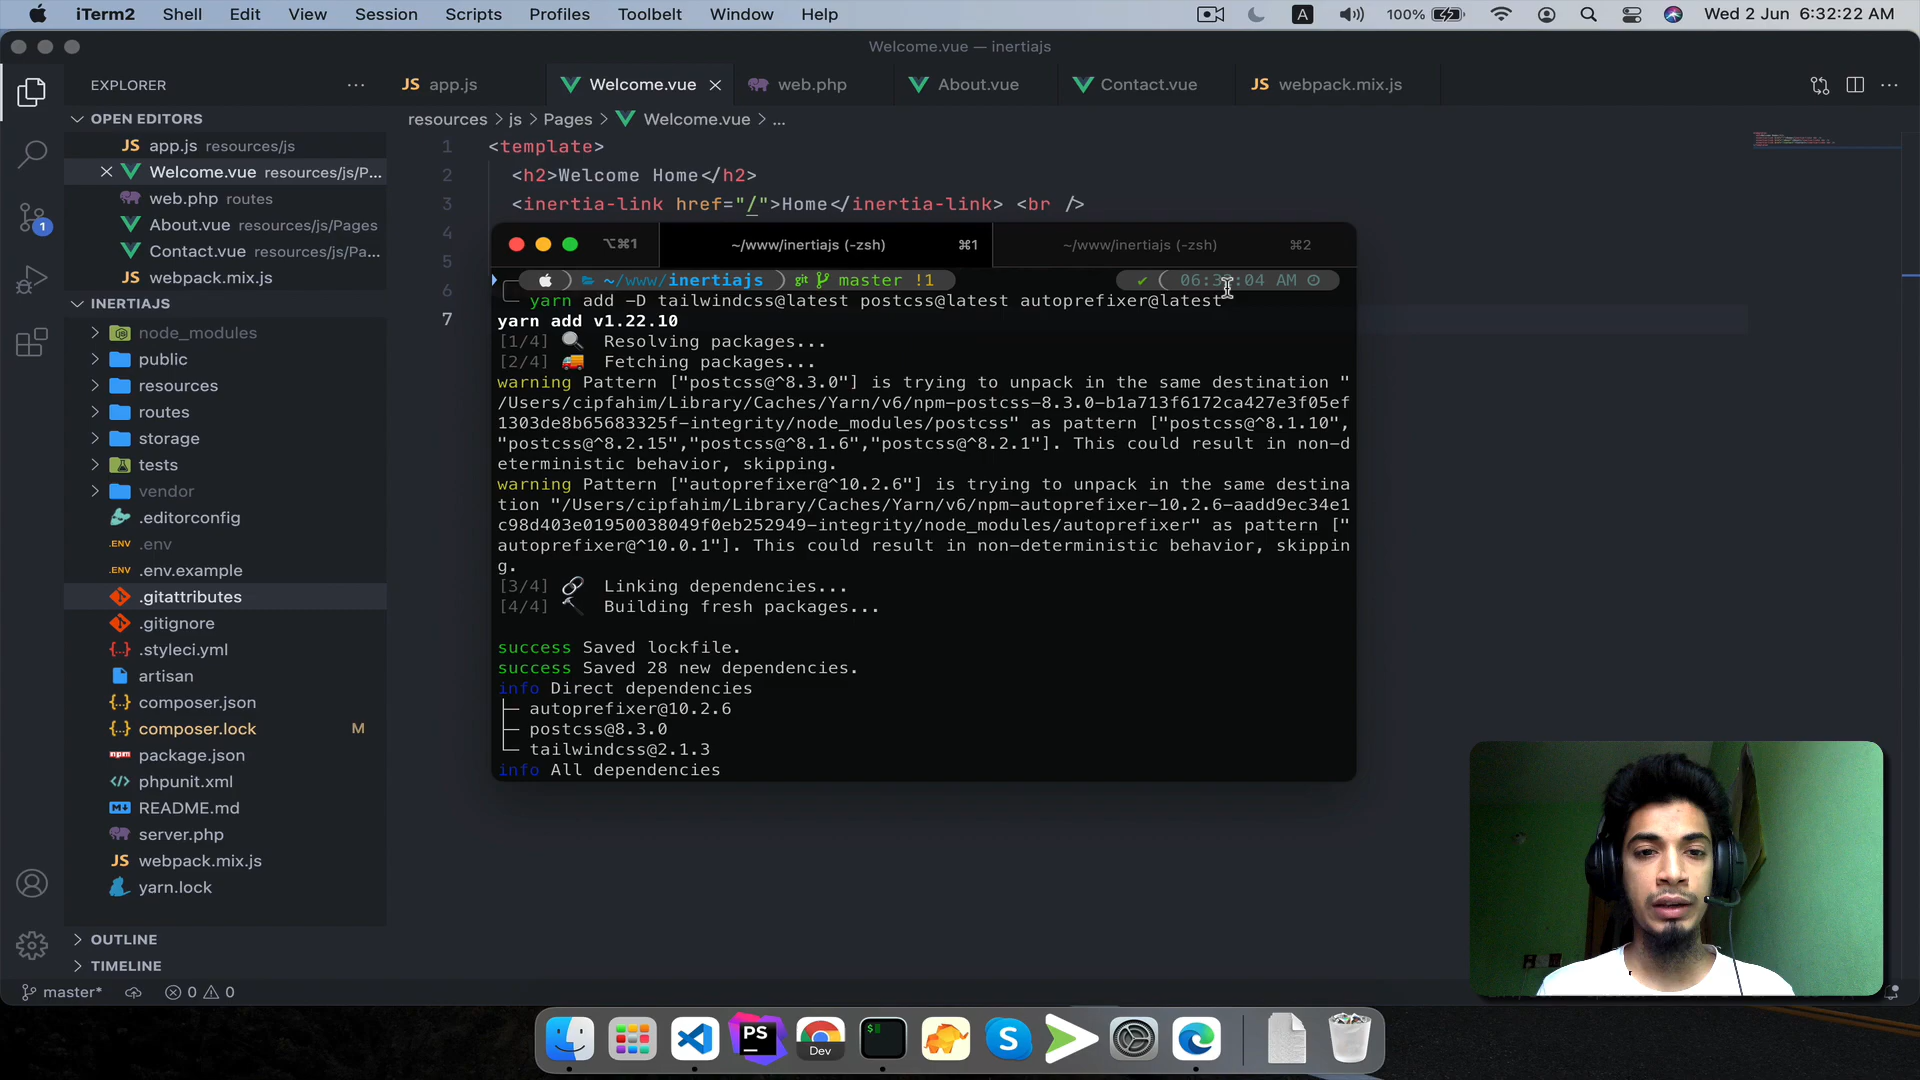 iTerm2 Shell Edit View Session Scripts Profiles Toolbelt Window Help
A 100% Wed 2 Jun 6:32:22 AM
Welcome.vue — inertiajs
EXPLORER
JS app.js Welcome.vue web.php About.vue Contact.vue JS webpack.mix.js
OPEN EDITORS
JS app.js resources/js
Welcome.vue resources/js/P...
web.php routes
About.vue resources/js/Pages
Contact.vue resources/js/Pa...
JS webpack.mix.js
INERTIAJS
node_modules
public
resources
routes
storage
tests
vendor
.editorconfig
.ENV .env
.ENV .env.example
.gitattributes
.gitignore
.styleci.yml
artisan
composer.json
composer.lock M
npm package.json
phpunit.xml
README.md
server.php
JS webpack.mix.js
yarn.lock
OUTLINE
TIMELINE
master* 0 0
1
resources > js > Pages > Welcome.vue > ...
1 <template>
2 <h2>Welcome Home</h2>
3 <inertia-link href="/">Home</inertia-link> <br />
4
5
6
7
⌥⌘1 ~/www/inertiajs (-zsh) ⌘1 ~/www/inertiajs (-zsh) ⌘2
~/www/inertiajs git master !1 ✔
yarn add -D tailwindcss@latest postcss@latest autoprefixer@latest
yarn add v1.22.10
[1/4] Resolving packages...
[2/4] Fetching packages...
warning Pattern ["postcss@^8.3.0"] is trying to unpack in the same destination "
/Users/cipfahim/Library/Caches/Yarn/v6/npm-postcss-8.3.0-b1a713f6172ca427e3f05ef
1303de8b65683325f-integrity/node_modules/postcss" as pattern ["postcss@^8.1.10",
"postcss@^8.2.15","postcss@^8.1.6","postcss@^8.2.1"]. This could result in non-d
eterministic behavior, skipping.
warning Pattern ["autoprefixer@^10.2.6"] is trying to unpack in the same destina
tion "/Users/cipfahim/Library/Caches/Yarn/v6/npm-autoprefixer-10.2.6-aadd9ec34e1
c98d403e01950038049f0eb252949-integrity/node_modules/autoprefixer" as pattern ["
autoprefixer@^10.0.1"]. This could result in non-deterministic behavior, skippin
g.
[3/4] Linking dependencies...
[4/4] Building fresh packages...
success Saved lockfile.
success Saved 28 new dependencies.
info Direct dependencies
├─ autoprefixer@10.2.6
├─ postcss@8.3.0
└─ tailwindcss@2.1.3
info All dependencies
PS
Dev
$
S